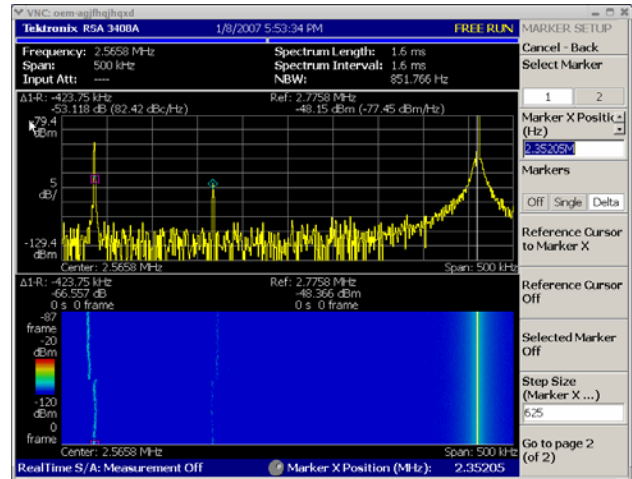 VNC: oem-agjfhqjhqxd
Tektronix RSA 3408A 1/8/2007 5:53:34 PM FREE RUN
Frequency: 2.5658 MHz Spectrum Length: 1.6 ms
Span: 500 kHz Spectrum Interval: 1.6 ms
Input Att: ---- NBW: 851.766 Hz
Δ1-R: -423.75 kHz Ref: 2.7758 MHz
-53.118 dB (82.42 dBc/Hz) -48.15 dBm (-77.45 dBm/Hz)
-79.4
dBm
5
dB/
-129.4
dBm
Center: 2.5658 MHz Span: 500 kHz
Δ1-R: -423.75 kHz Ref: 2.7758 MHz
-66.557 dB -48.366 dBm
0 s 0 frame 0 s 0 frame
-87
frame
-20
dBm
-120
dBm
0
frame
Center: 2.5658 MHz Span: 500 kHz
RealTime S/A: Measurement Off Marker X Position (MHz): 2.35205
MARKER SETUP
Cancel - Back
Select Marker
1 2
Marker X Positic
(Hz)
2.35205M
Markers
Off Single Delta
Reference Cursor
to Marker X
Reference Cursor
Off
Selected Marker
Off
Step Size
(Marker X ...)
625
Go to page 2
(of 2)